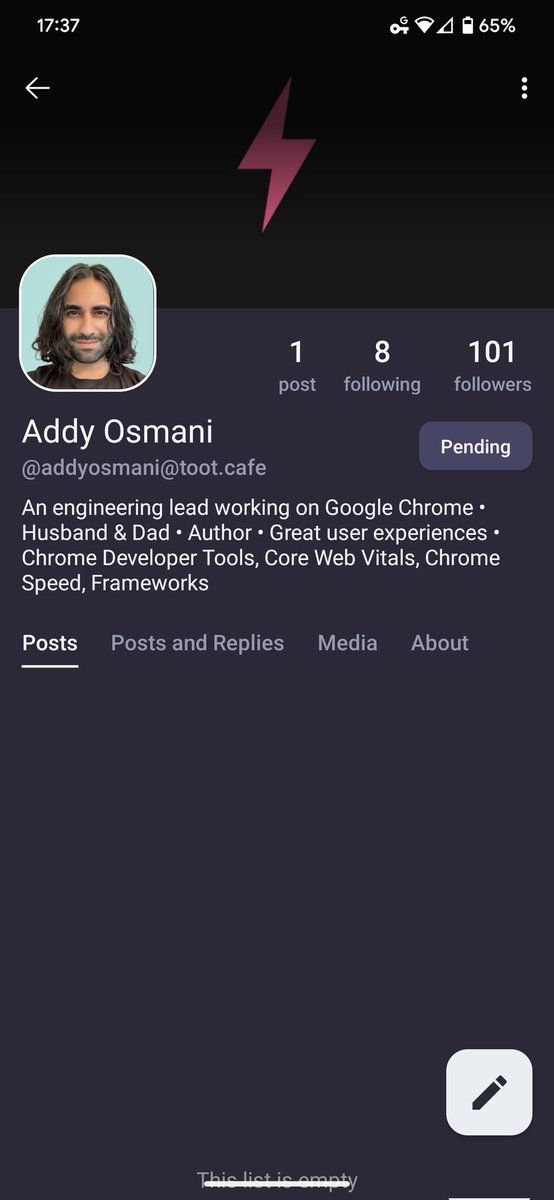 17:37
G
65%
1
8
101
post
following
followers
Addy Osmani
@addyosmani@toot.cafe
Pending
An engineering lead working on Google Chrome •
Husband & Dad • Author • Great user experiences •
Chrome Developer Tools, Core Web Vitals, Chrome
Speed, Frameworks
Posts
Posts and Replies
Media
About
This list is empty